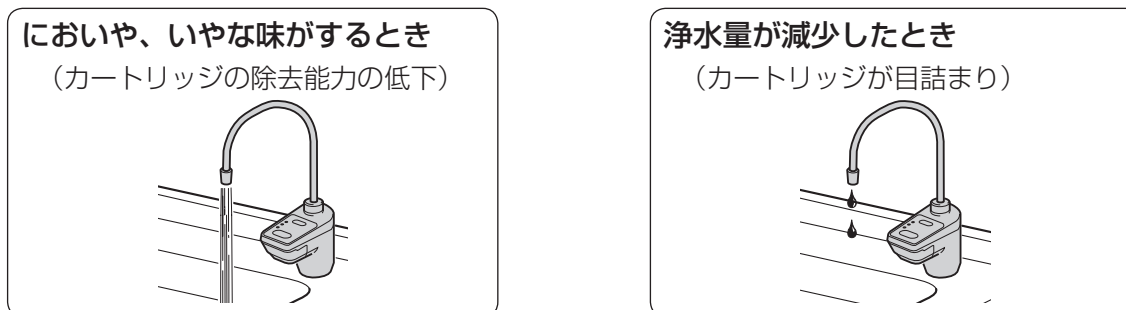 においや、いやな味がするとき
（カートリッジの除去能力の低下）
浄水量が減少したとき
（カートリッジが目詰まり）